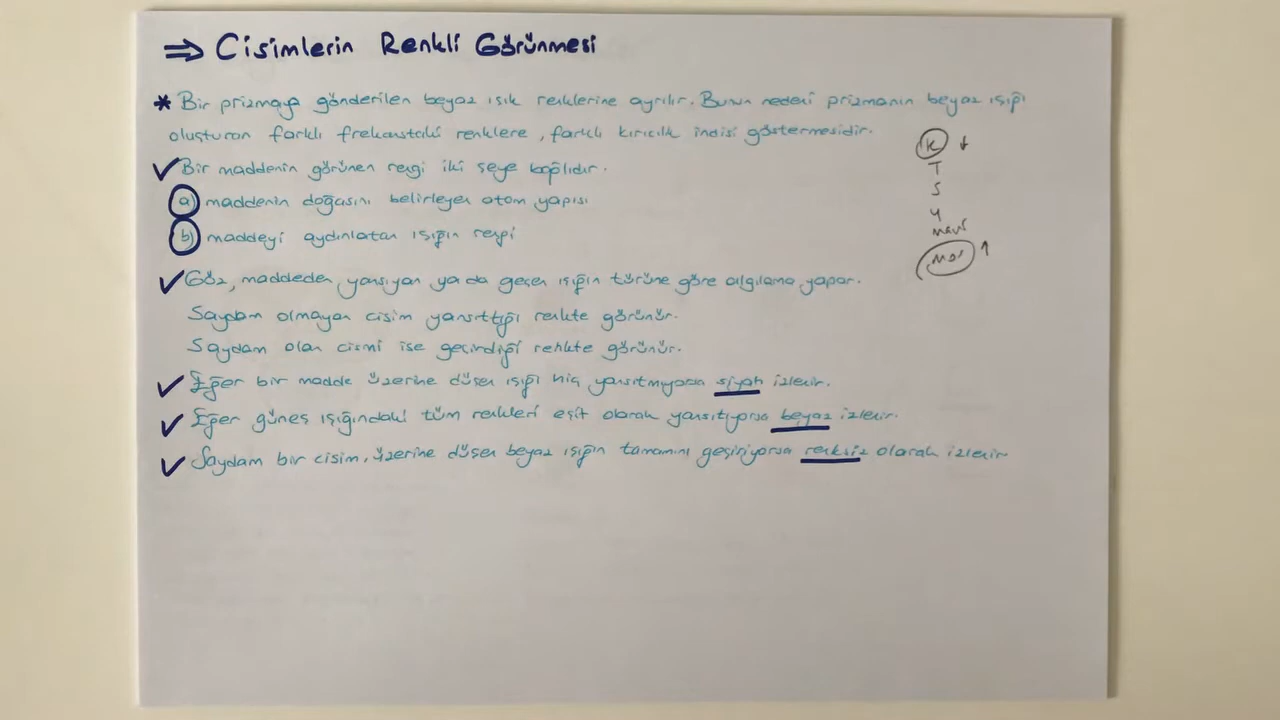 ⇒ Cisimlerin Renkli Görünmesi
* Bir prizmaya gönderilen beyaz ışık renklerine ayrılır. Bunun nedeni prizmanın beyaz ışığı
oluşturan farklı frekanstaki renklere, farklı kırıcılık indisi göstermesidir.
✓ Bir maddenin görünen rengi iki şeye bağlıdır.
a) maddenin doğasını belirleyen atom yapısı
b) maddeyi aydınlatan ışığın rengi
✓ Göz, maddeden yansıyan ya da geçen ışığın türüne göre algılama yapar.
Saydam olmayan cisim yansıttığı renkte görünür.
Saydam olan cismi ise geçirdiği renkte görünür.
✓ Eğer bir madde üzerine düşen ışığı hiç yansıtmıyorsa siyah izlenir.
✓ Eğer güneş ışığındaki tüm renkleri eşit olarak yansıtıyorsa beyaz izlenir.
✓ Saydam bir cisim, üzerine düşen beyaz ışığın tamamını geçiriyorsa renksiz olarak izlenir
K ↓
T
S
Y
mavi
mor ↑